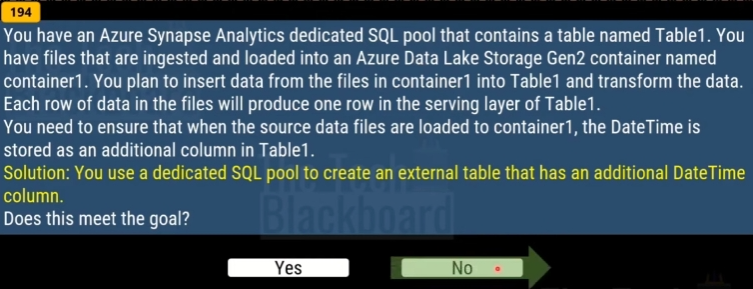 194
You have an Azure Synapse Analytics dedicated SQL pool that contains a table named Table1. You
have files that are ingested and loaded into an Azure Data Lake Storage Gen2 container named
container1. You plan to insert data from the files in container1 into Table1 and transform the data.
Each row of data in the files will produce one row in the serving layer of Table1.
You need to ensure that when the source data files are loaded to container1, the DateTime is
stored as an additional column in Table1.
Solution: You use a dedicated SQL pool to create an external table that has an additional DateTime
column.
Does this meet the goal?
The Tech
Blackboard
Yes
No